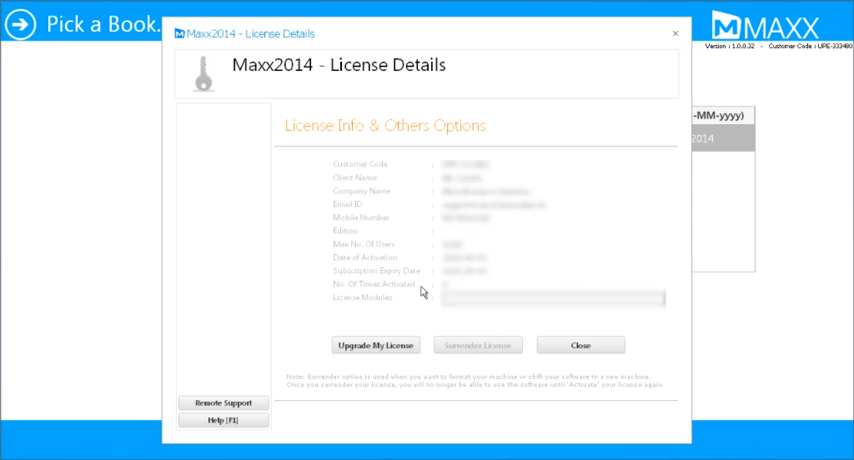 Pick a Book.
Maxx2014 - License Details
MAXX
Version : 1.0.0.32 - Customer Code : UPE-333480
Maxx2014 - License Details
-MM-yyyy)
2014
License Info & Others Options
Customer Code :
Client Name :
Company Name :
Email ID :
Mobile Number :
Edition :
Max No. Of Users :
Date of Activation :
Subscription Expiry Date :
No. Of Times Activated :
License Modules :
Upgrade My License
Surrender License
Close
Note: Surrender option is used when you want to format your machine or shift your software to a new machine.
Once you surrender your license, you will no longer be able to use the software until 'Activate' your license again.
Remote Support
Help [F1]